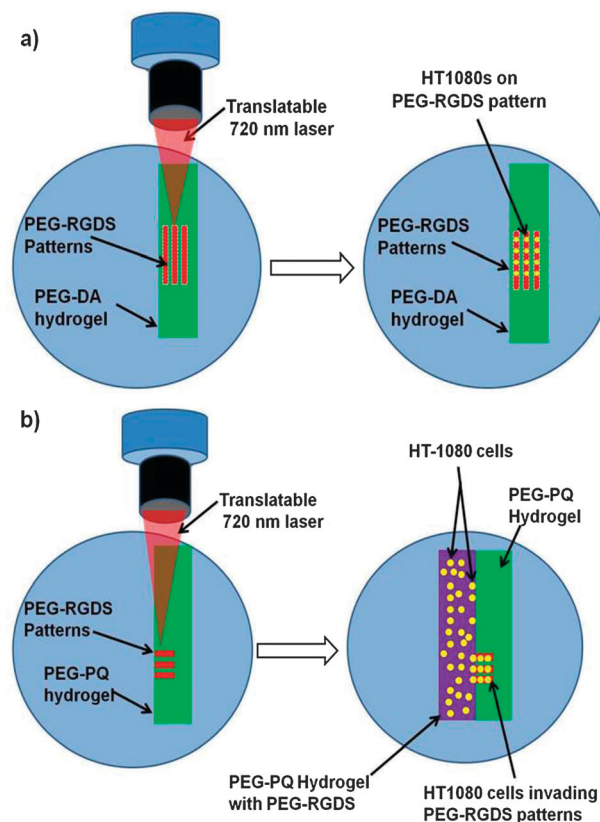 a)
Translatable
720 nm laser
PEG-RGDS
Patterns
PEG-DA
hydrogel
HT1080s on
PEG-RGDS pattern
PEG-RGDS
Patterns
PEG-DA
hydrogel
b)
Translatable
720 nm laser
PEG-RGDS
Patterns
PEG-PQ
hydrogel
HT-1080 cells
PEG-PQ
Hydrogel
PEG-PQ Hydrogel
with PEG-RGDS
HT1080 cells invading
PEG-RGDS patterns